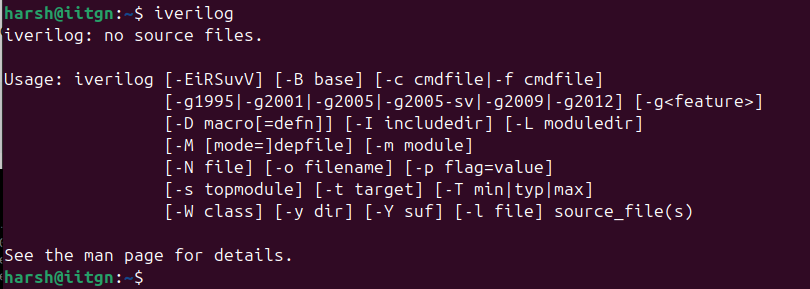 harsh@iitgn:~$ iverilog
iverilog: no source files.

Usage: iverilog [-EiRSuvV] [-B base] [-c cmdfile|-f cmdfile]
                [-g1995|-g2001|-g2005|-g2005-sv|-g2009|-g2012] [-g<feature>]
                [-D macro[=defn]] [-I includedir] [-L moduledir]
                [-M [mode=]depfile] [-m module]
                [-N file] [-o filename] [-p flag=value]
                [-s topmodule] [-t target] [-T min|typ|max]
                [-W class] [-y dir] [-Y suf] [-l file] source_file(s)

See the man page for details.
harsh@iitgn:~$